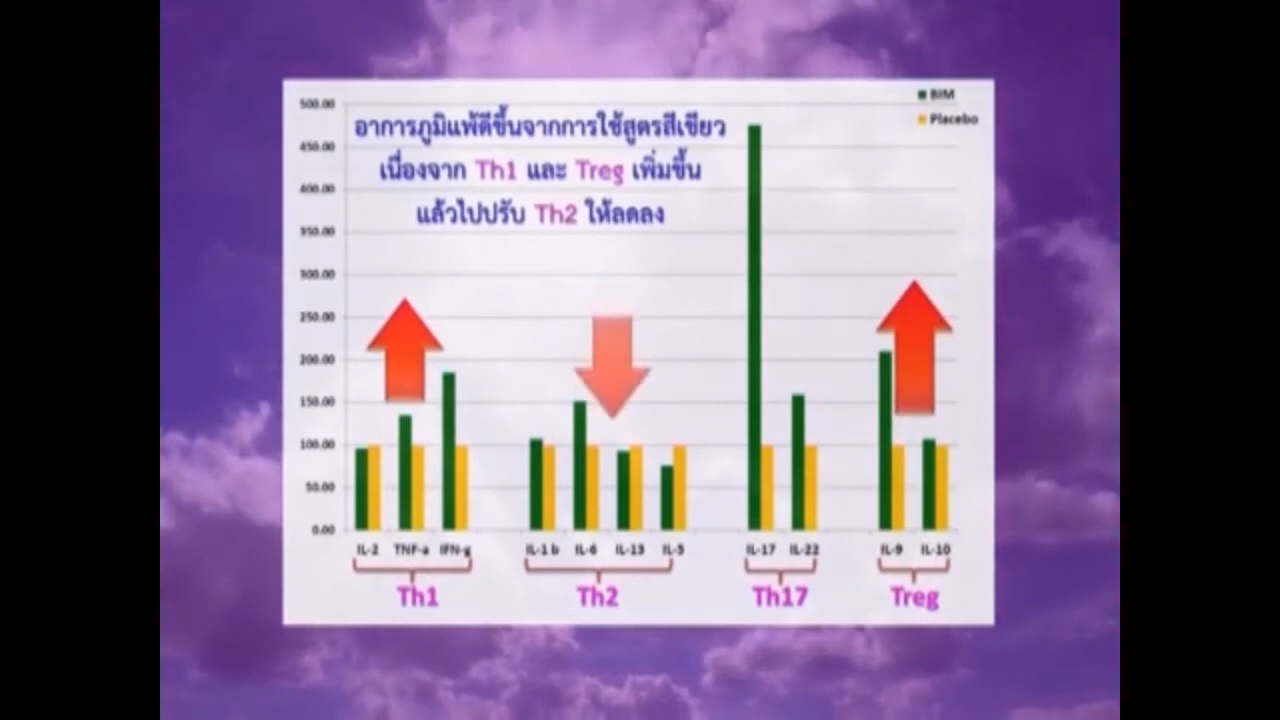 BIM
Placebo
อาการภูมิแพ้ดีขึ้นจากการใช้สูตรสีเขียว
เนื่องจาก Th1 และ Treg เพิ่มขึ้น
แล้วไปปรับ Th2 ให้ลดลง
500.00
450.00
400.00
350.00
300.00
250.00
200.00
150.00
100.00
50.00
0.00
IL-2 TNF-a IFN-g IL-1 b IL-6 IL-13 IL-5 IL-17 IL-22 IL-9 IL-10
Th1 Th2 Th17 Treg